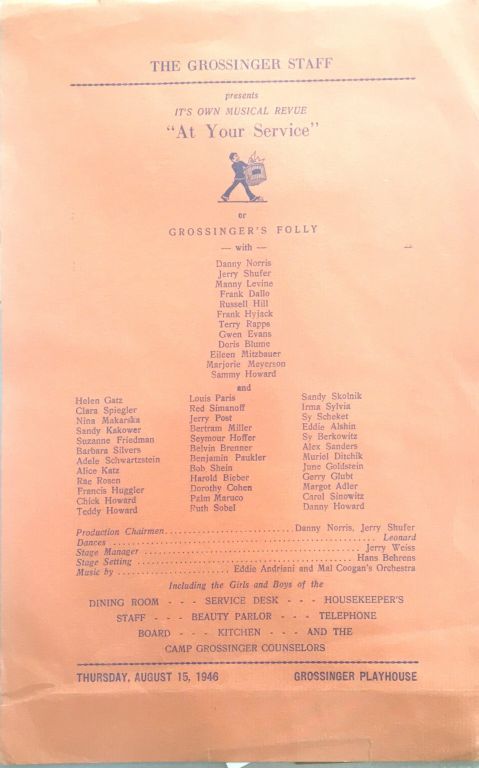 THE GROSSINGER STAFF
presents
IT'S OWN MUSICAL REVUE
"At Your Service"
or
GROSSINGER'S FOLLY
— with —
Danny Norris
Jerry Shufer
Manny Levine
Frank Dallo
Russell Hill
Frank Hyjack
Terry Rapps
Gwen Evans
Doris Blume
Eileen Mitzbauer
Marjorie Meyerson
Sammy Howard
and
Helen Gatz
Clara Spiegler
Nina Makarska
Sandy Kakower
Suzanne Friedman
Barbara Silvers
Adele Schwartzstein
Alice Katz
Rae Rosen
Francis Huggler
Chick Howard
Teddy Howard
Louis Paris
Red Simanoff
Jerry Post
Bertram Miller
Seymour Hoffer
Belvin Brenner
Benjamin Paukler
Bob Shein
Harold Bieber
Dorothy Cohen
Palm Maruco
Ruth Sobel
Sandy Skolnik
Irma Sylvia
Sy Scheket
Eddie Alshin
Sy Berkowitz
Alex Sanders
Muriel Ditchik
June Goldstein
Gerry Glubt
Margot Adler
Carol Sinowitz
Danny Howard
Production Chairmen..........................Danny Norris, Jerry Shufer
Dances .......................................................... Leonard
Stage Manager ............................................ Jerry Weiss
Stage Setting ........................................... Hans Behrens
Music by .......................Eddie Andriani and Mal Coogan's Orchestra
Including the Girls and Boys of the
DINING ROOM - - - SERVICE DESK - - - HOUSEKEEPER'S
STAFF - - - BEAUTY PARLOR - - - TELEPHONE
BOARD - - - KITCHEN - - - AND THE
CAMP GROSSINGER COUNSELORS
THURSDAY, AUGUST 15, 1946 GROSSINGER PLAYHOUSE